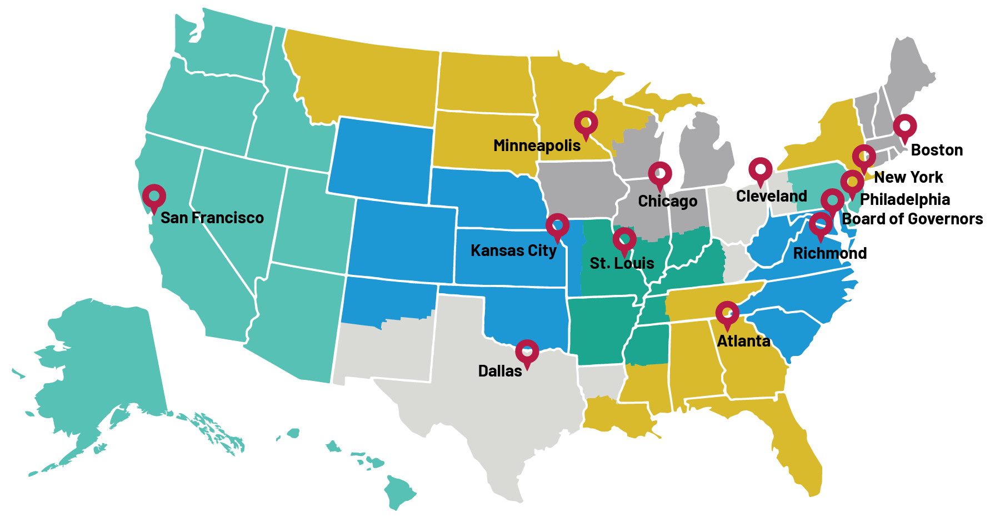 Minneapolis
Boston
New York
Chicago
Cleveland
Philadelphia
San Francisco
Board of Governors
Kansas City
Richmond
St. Louis
Atlanta
Dallas